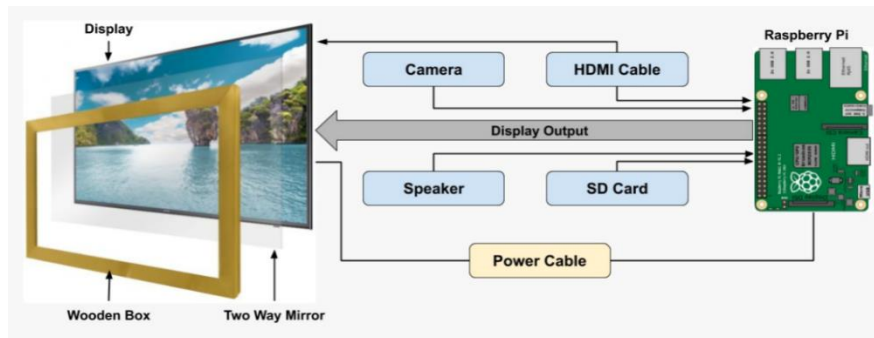 Display
Raspberry Pi
Camera
HDMI Cable
Display Output
Speaker
SD Card
Power Cable
Wooden Box
Two Way Mirror